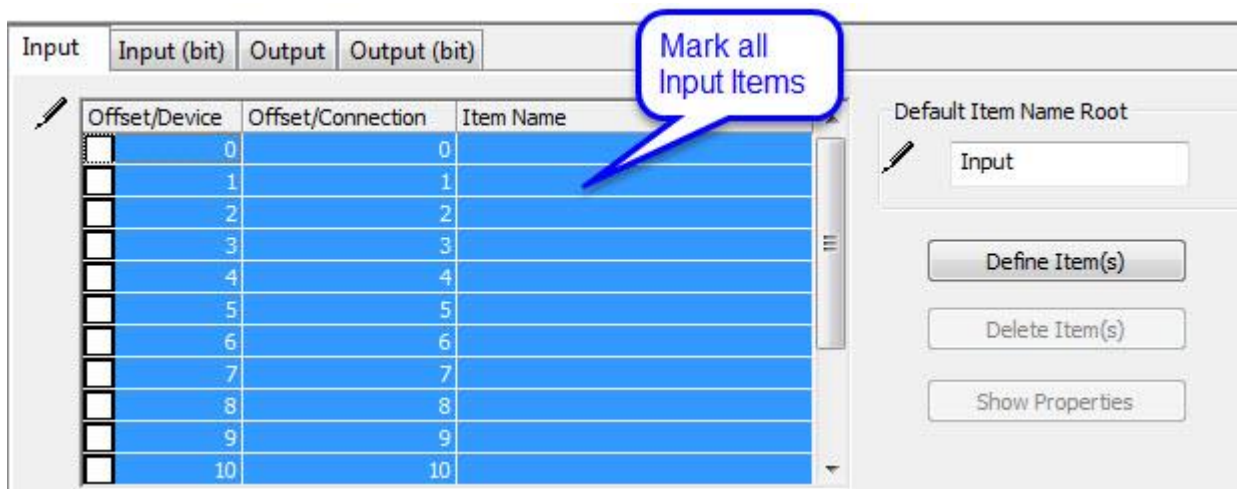 Input Input (bit) Output Output (bit)
Mark all
Input Items
Offset/Device Offset/Connection Item Name
0 0
1 1
2 2
3 3
4 4
5 5
6 6
7 7
8 8
9 9
10 10
Default Item Name Root
Input
Define Item(s)
Delete Item(s)
Show Properties